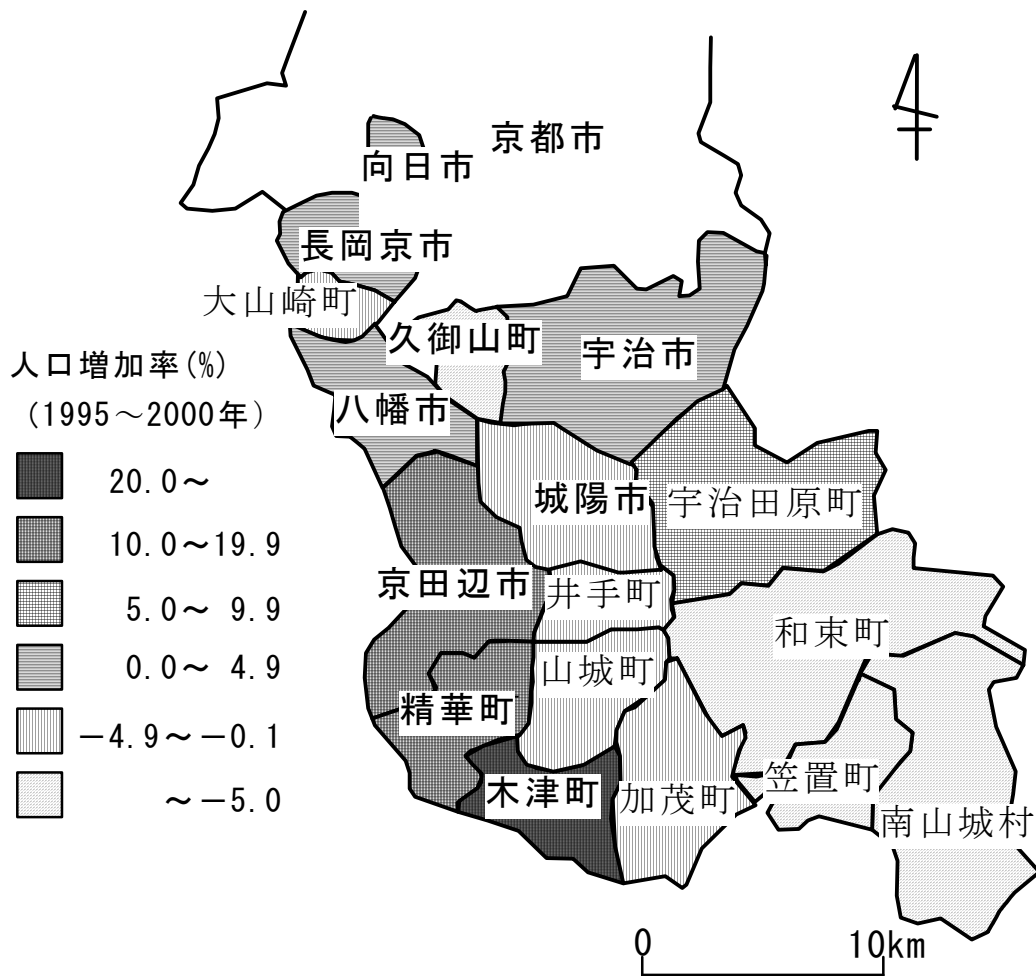 京都市
向日市
長岡京市
大山崎町
久御山町
宇治市
八幡市
城陽市
宇治田原町
京田辺市
井手町
和束町
山城町
精華町
木津町
加茂町
笠置町
南山城村
人口増加率(%)
(1995～2000年)
20.0～
10.0～19.9
5.0～ 9.9
0.0～ 4.9
－4.9～－0.1
～－5.0
0 10km